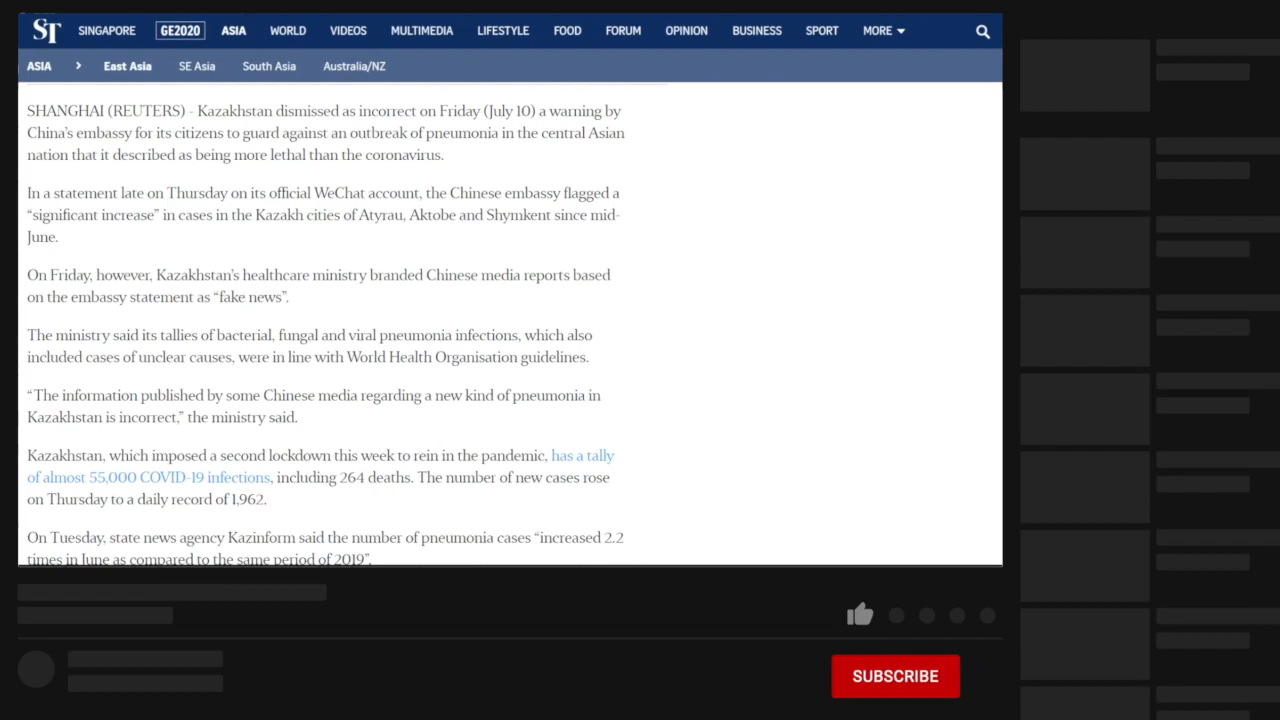 ST SINGAPORE GE2020 ASIA WORLD VIDEOS MULTIMEDIA LIFESTYLE FOOD FORUM OPINION BUSINESS SPORT MORE
ASIA > East Asia SE Asia South Asia Australia/NZ
SHANGHAI (REUTERS) - Kazakhstan dismissed as incorrect on Friday (July 10) a warning by
China's embassy for its citizens to guard against an outbreak of pneumonia in the central Asian
nation that it described as being more lethal than the coronavirus.
In a statement late on Thursday on its official WeChat account, the Chinese embassy flagged a
“significant increase” in cases in the Kazakh cities of Atyrau, Aktobe and Shymkent since mid-
June.
On Friday, however, Kazakhstan's healthcare ministry branded Chinese media reports based
on the embassy statement as “fake news”.
The ministry said its tallies of bacterial, fungal and viral pneumonia infections, which also
included cases of unclear causes, were in line with World Health Organisation guidelines.
“The information published by some Chinese media regarding a new kind of pneumonia in
Kazakhstan is incorrect,” the ministry said.
Kazakhstan, which imposed a second lockdown this week to rein in the pandemic, has a tally
of almost 55,000 COVID-19 infections, including 264 deaths. The number of new cases rose
on Thursday to a daily record of 1,962.
On Tuesday, state news agency Kazinform said the number of pneumonia cases “increased 2.2
times in June as compared to the same period of 2019”.
SUBSCRIBE